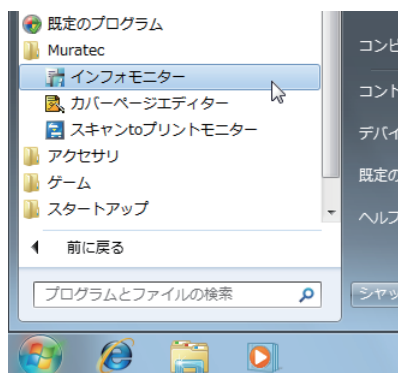 既定のプログラム
Muratec
インフォモニター
カバーページエディター
スキャンtoプリントモニター
アクセサリ
ゲーム
スタートアップ
前に戻る
プログラムとファイルの検索
コンピ
コント
デバイ
既定の
ヘルプ
シャッ